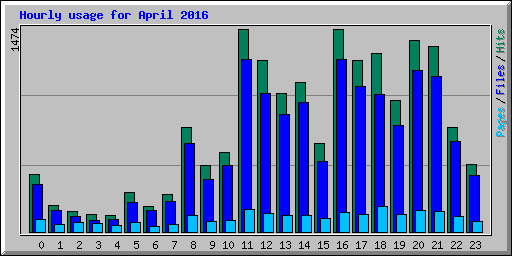 Hourly usage for April 2016
1474
Pages / Files / Hits
0 1 2 3 4 5 6 7 8 9 10 11 12 13 14 15 16 17 18 19 20 21 22 23